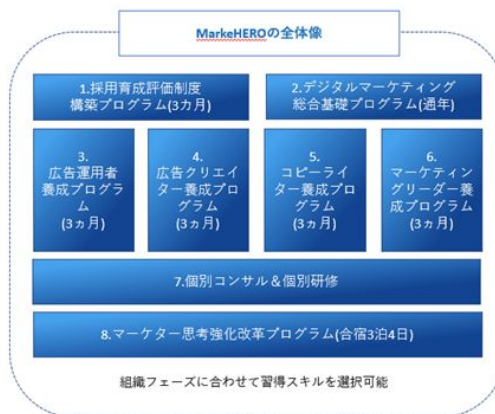 MarkeHEROの全体像
1.採用育成評価制度
構築プログラム(3カ月)
2.デジタルマーケティング
総合基礎プログラム(通年)
3.
広告運用者
養成プログラ
ム
(3ヵ月)
4.
広告クリエイ
ター養成プロ
グラム
(3ヵ月)
5.
コピーライ
ター養成プロ
グラム
(3ヵ月)
6.
マーケティン
グリーダー養
成プログラム
(3ヵ月)
7.個別コンサル＆個別研修
8.マーケター思考強化改革プログラム(合宿3泊4日)
組織フェーズに合わせて習得スキルを選択可能